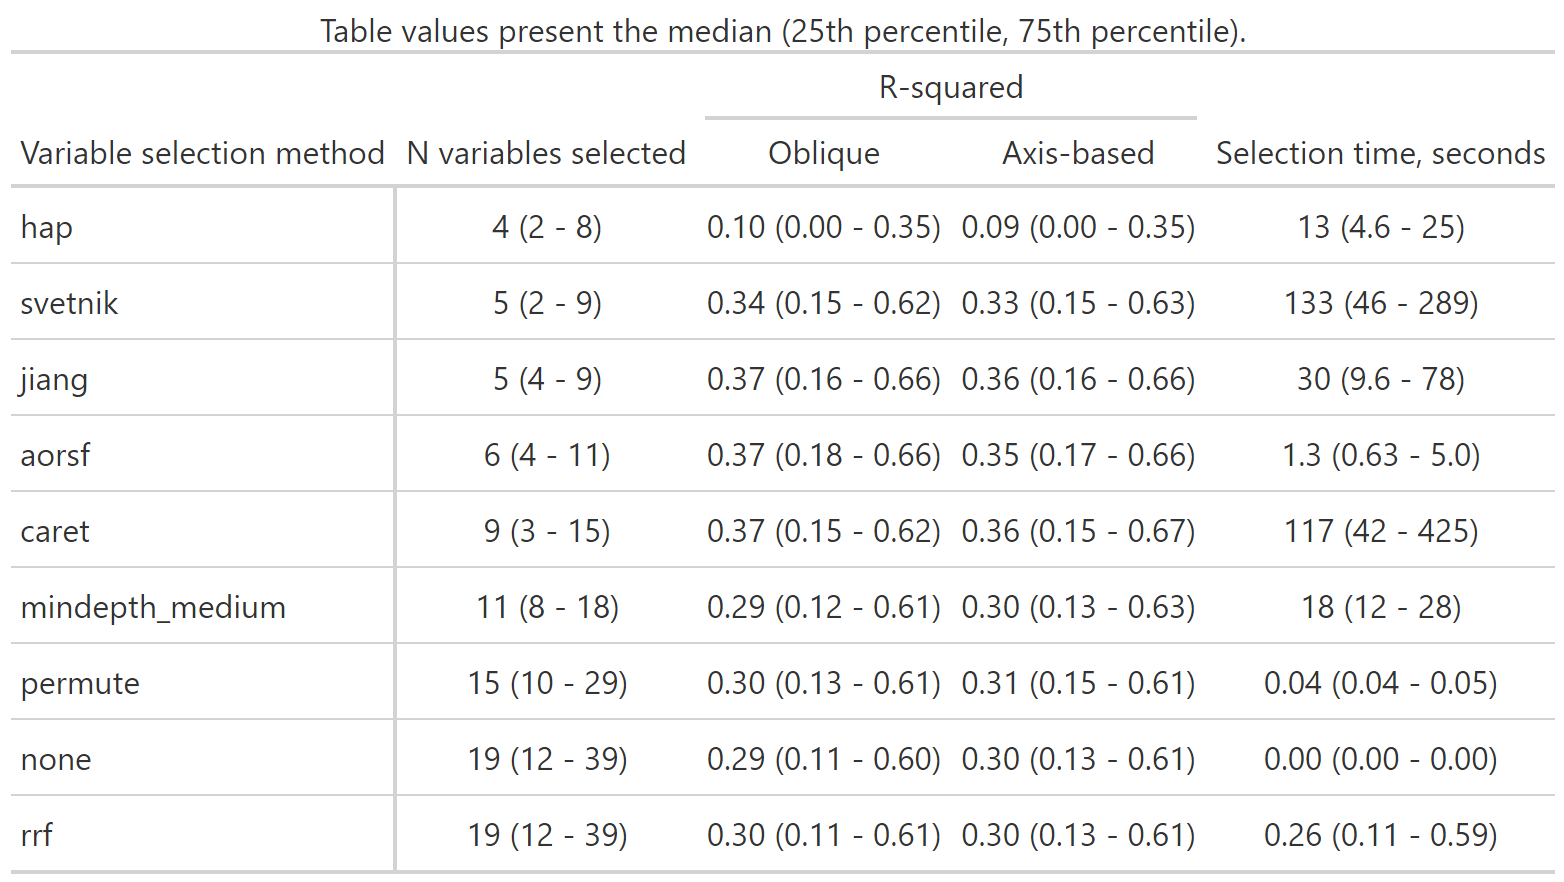 Table values present the median (25th percentile, 75th percentile).
R-squared
Variable selection method N variables selected Oblique Axis-based Selection time, seconds
hap 4 (2 - 8) 0.10 (0.00 - 0.35) 0.09 (0.00 - 0.35) 13 (4.6 - 25)
svetnik 5 (2 - 9) 0.34 (0.15 - 0.62) 0.33 (0.15 - 0.63) 133 (46 - 289)
jiang 5 (4 - 9) 0.37 (0.16 - 0.66) 0.36 (0.16 - 0.66) 30 (9.6 - 78)
aorsf 6 (4 - 11) 0.37 (0.18 - 0.66) 0.35 (0.17 - 0.66) 1.3 (0.63 - 5.0)
caret 9 (3 - 15) 0.37 (0.15 - 0.62) 0.36 (0.15 - 0.67) 117 (42 - 425)
mindepth_medium 11 (8 - 18) 0.29 (0.12 - 0.61) 0.30 (0.13 - 0.63) 18 (12 - 28)
permute 15 (10 - 29) 0.30 (0.13 - 0.61) 0.31 (0.15 - 0.61) 0.04 (0.04 - 0.05)
none 19 (12 - 39) 0.29 (0.11 - 0.60) 0.30 (0.13 - 0.61) 0.00 (0.00 - 0.00)
rrf 19 (12 - 39) 0.30 (0.11 - 0.61) 0.30 (0.13 - 0.61) 0.26 (0.11 - 0.59)